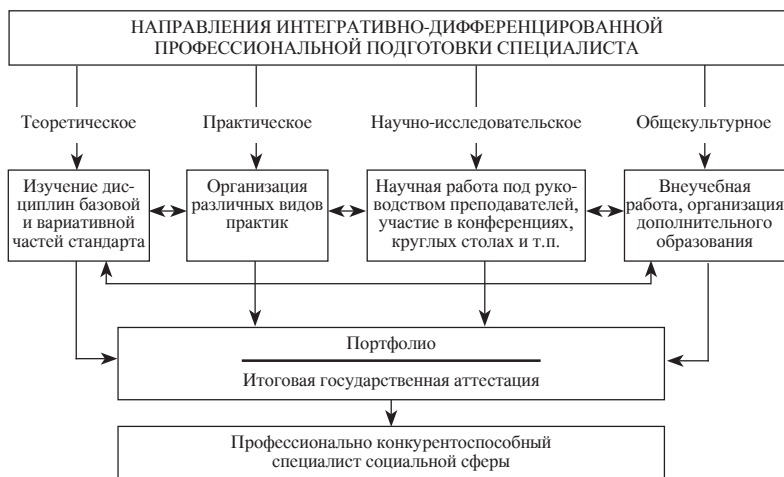 НАПРАВЛЕНИЯ ИНТЕГРАТИВНО-ДИФФЕРЕНЦИРОВАННОЙ
ПРОФЕССИОНАЛЬНОЙ ПОДГОТОВКИ СПЕЦИАЛИСТА
Теоретическое
Практическое
Научно-исследовательское
Общекультурное
Изучение дис-
циплин базовой
и вариативной
частей стандарта
Организация
различных видов
практик
Научная работа под руко-
водством преподавателей,
участие в конференциях,
круглых столах и т.п.
Внеучебная
работа, организация
дополнительного
образования
Портфолио
Итоговая государственная аттестация
Профессионально конкурентоспособный
специалист социальной сферы